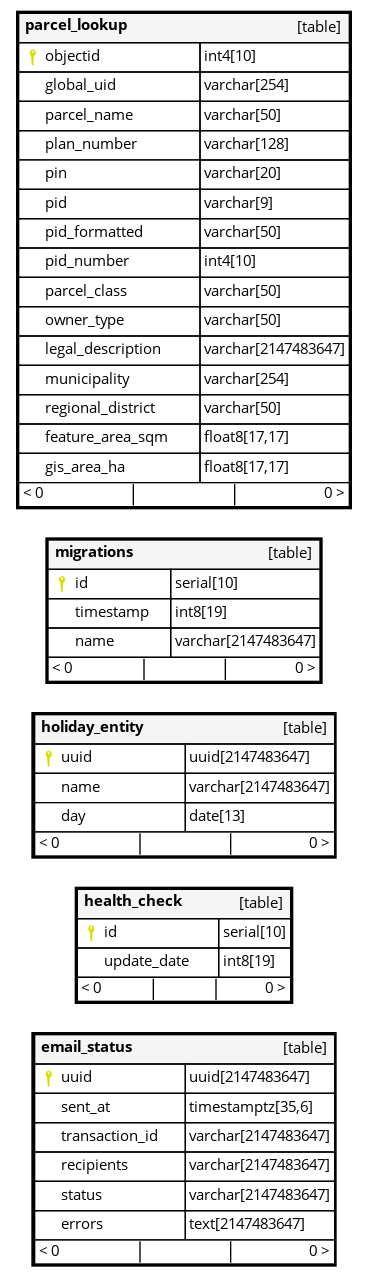 parcel_lookup [table]
objectid int4[10]
global_uid varchar[254]
parcel_name varchar[50]
plan_number varchar[128]
pin varchar[20]
pid varchar[9]
pid_formatted varchar[50]
pid_number int4[10]
parcel_class varchar[50]
owner_type varchar[50]
legal_description varchar[2147483647]
municipality varchar[254]
regional_district varchar[50]
feature_area_sqm float8[17,17]
gis_area_ha float8[17,17]
< 0 0 >
migrations [table]
id serial[10]
timestamp int8[19]
name varchar[2147483647]
< 0 0 >
holiday_entity [table]
uuid uuid[2147483647]
name varchar[2147483647]
day date[13]
< 0 0 >
health_check [table]
id serial[10]
update_date int8[19]
< 0 0 >
email_status [table]
uuid uuid[2147483647]
sent_at timestamptz[35,6]
transaction_id varchar[2147483647]
recipients varchar[2147483647]
status varchar[2147483647]
errors text[2147483647]
< 0 0 >